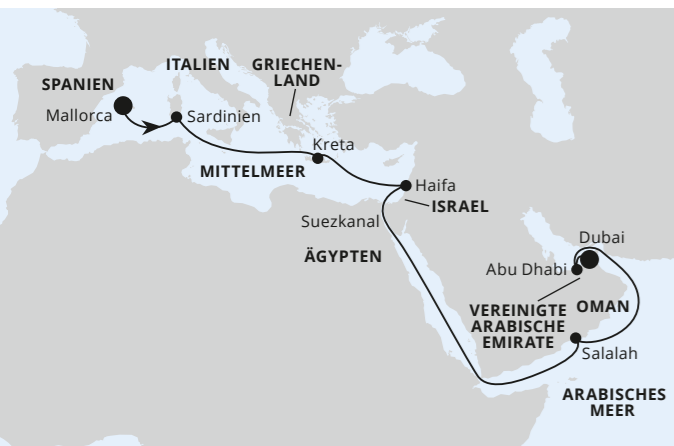 ITALIEN
GRIECHEN-
LAND
SPANIEN
Mallorca
Sardinien
Kreta
MITTELMEER
Haifa
ISRAEL
Suezkanal
ÄGYPTEN
Dubai
Abu Dhabi
VEREINIGTE
ARABISCHE
EMIRATE
OMAN
Salalah
ARABISCHES
MEER